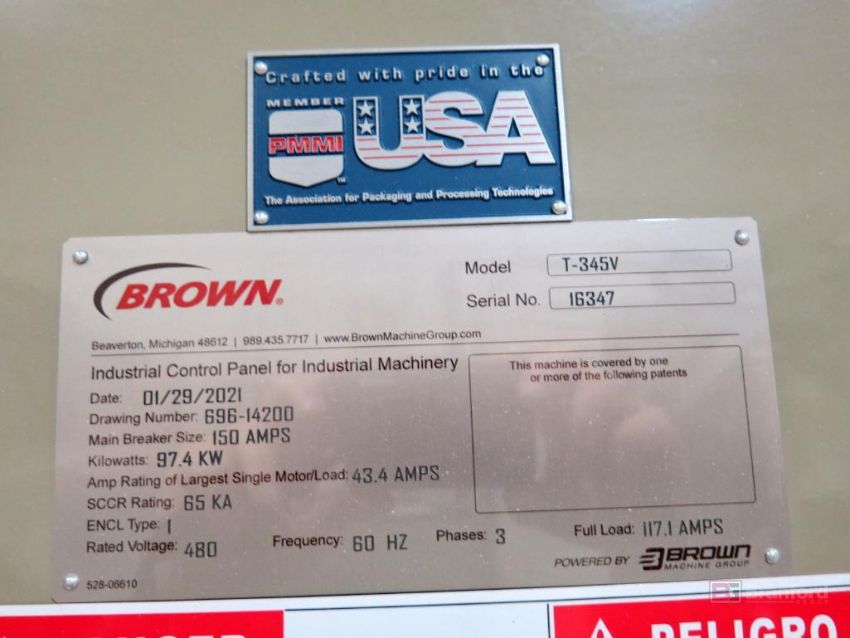 Crafted with pride in the
MEMBER
PMMI
TM
USA
The Association for Packaging and Processing Technologies
BROWN®
Model T-345V
Serial No. 16347
Beaverton, Michigan 48612 | 989.435.7717 | www.BrownMachineGroup.com
Industrial Control Panel for Industrial Machinery
This machine is covered by one
or more of the following patents
Date: 01/29/2021
Drawing Number: 696-14200
Main Breaker Size: 150 AMPS
Kilowatts: 97.4 KW
Amp Rating of Largest Single Motor/Load: 43.4 AMPS
SCCR Rating: 65 KA
ENCL Type: 1
Rated Voltage: 480 Frequency: 60 HZ Phases: 3 Full Load: 117.1 AMPS
POWERED BY BROWN
MACHINE GROUP
528-06610
PELIGRO